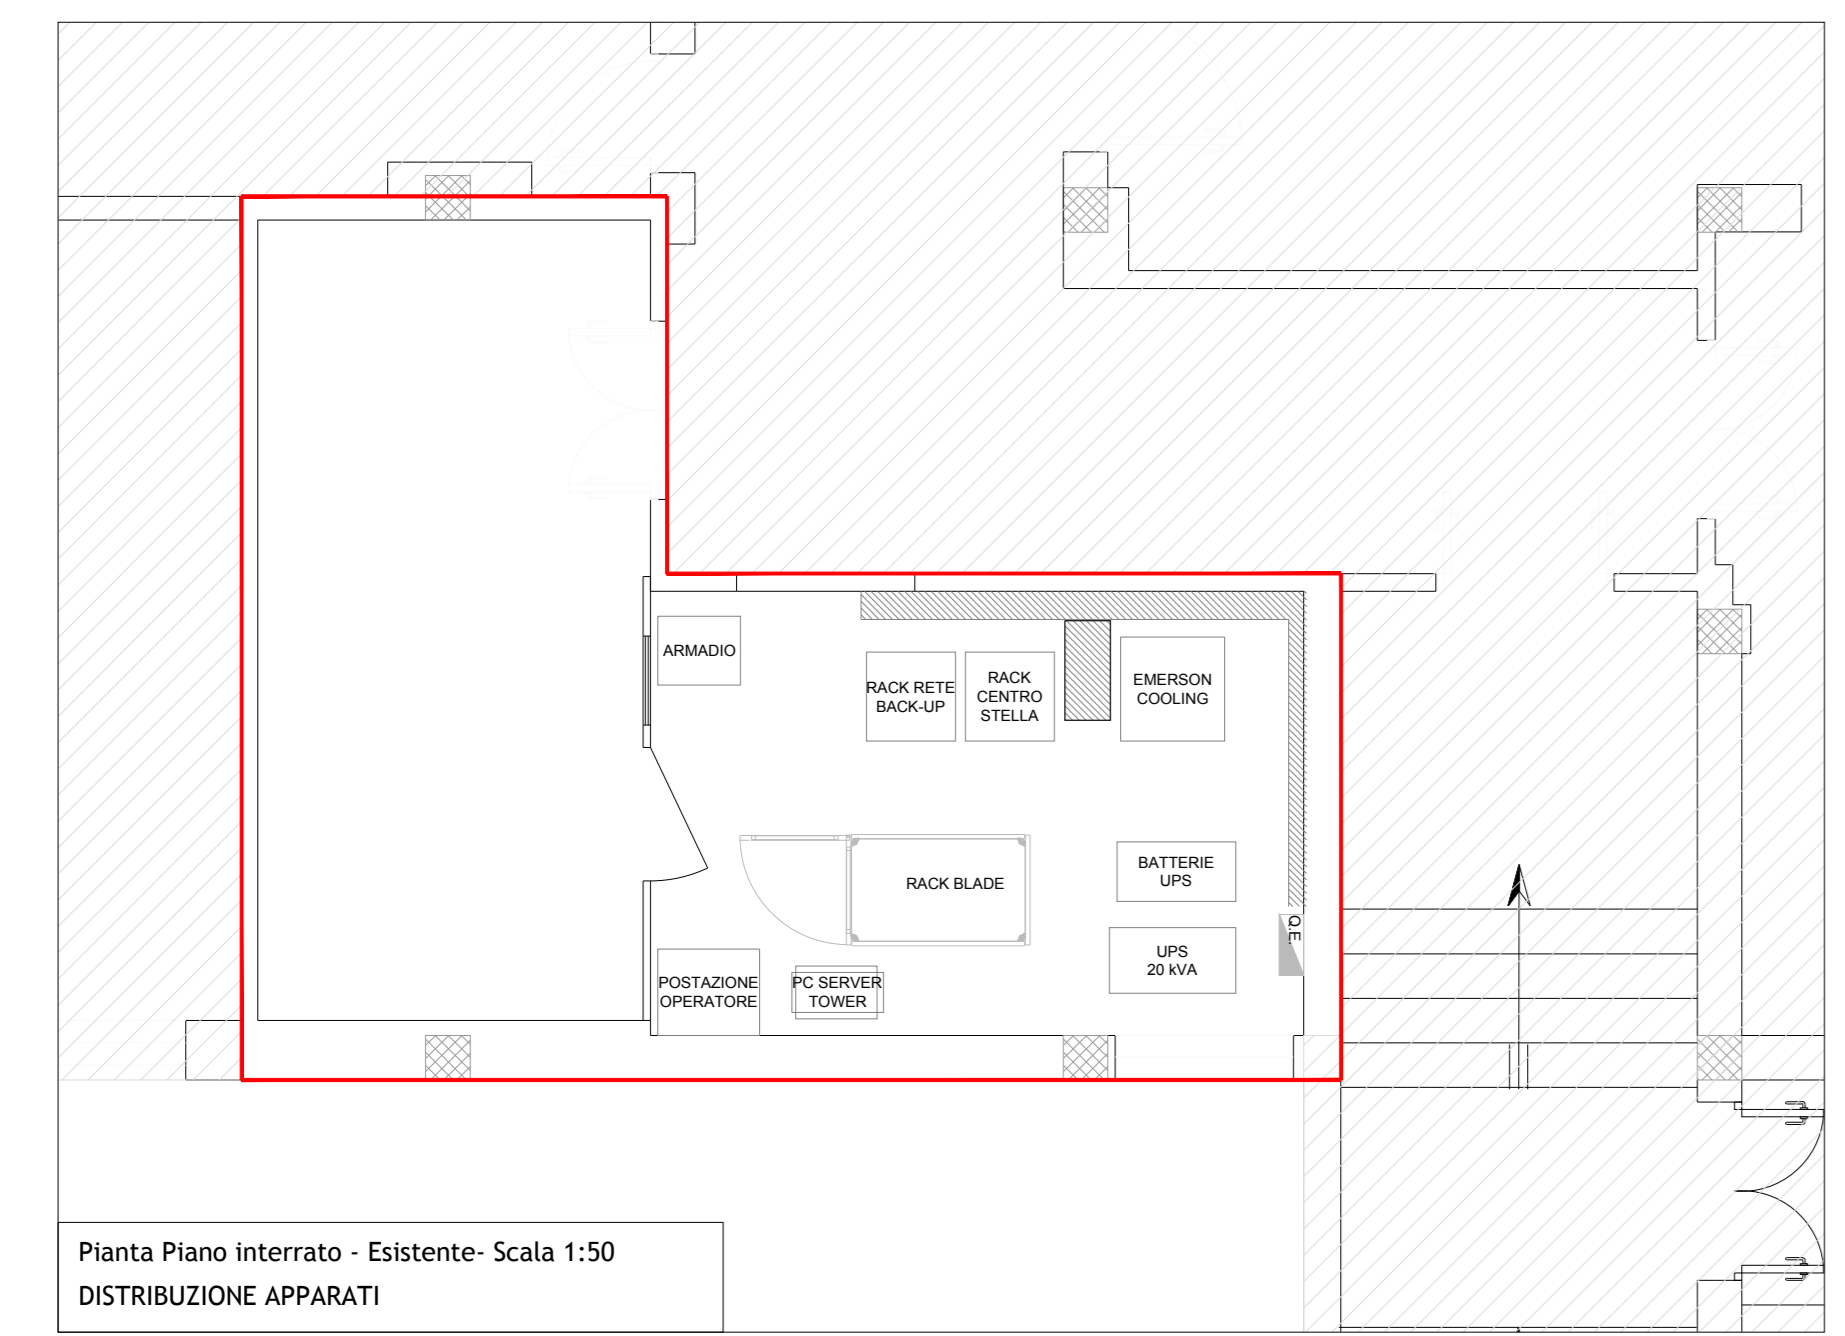 ARMADIO
RACK RETE
BACK-UP
RACK
CENTRO
STELLA
EMERSON
COOLING
RACK BLADE
BATTERIE
UPS
Q.E.
UPS
20 kVA
POSTAZIONE
OPERATORE
PC SERVER
TOWER
Pianta Piano interrato - Esistente- Scala 1:50
DISTRIBUZIONE APPARATI